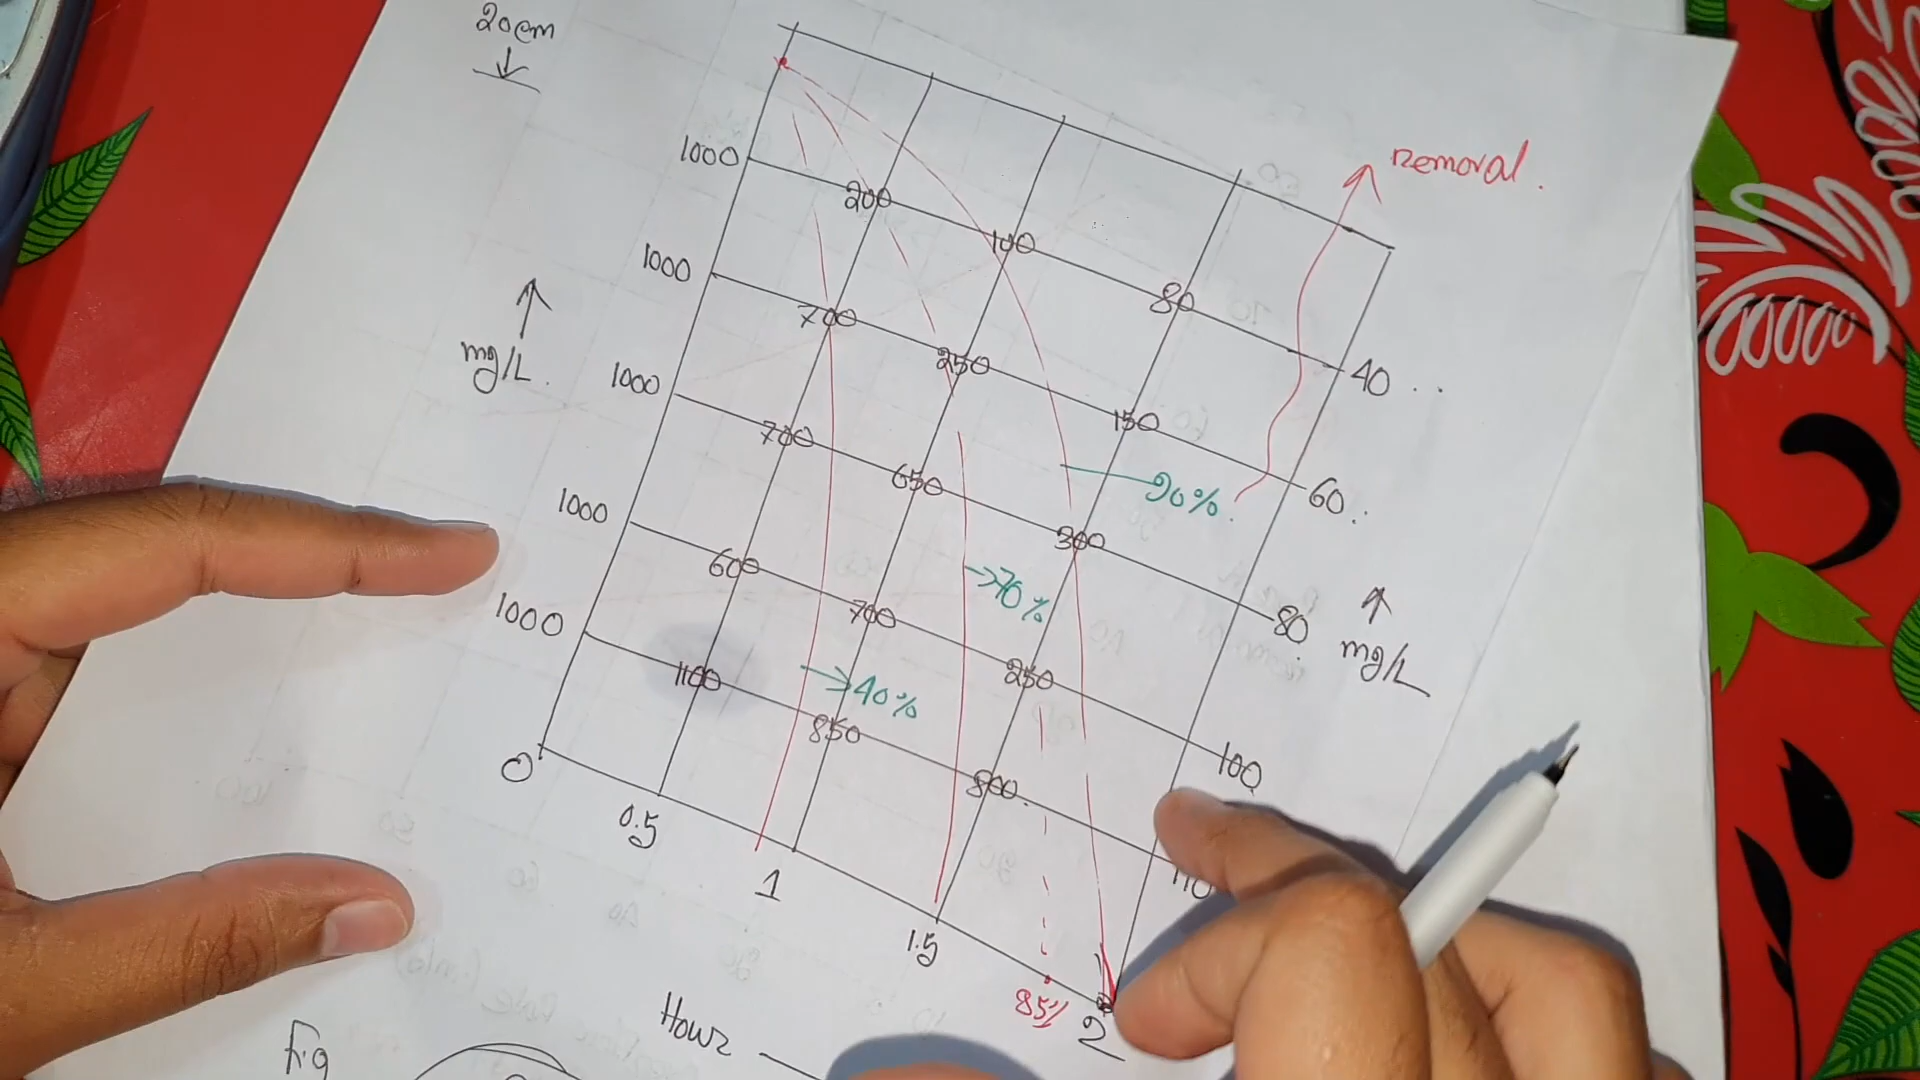 20cm
removal.
1000 200 100 80 40
1000 700 250 150 60
mg/L.
1000 700 650 300 80
90%.
1000 600 700 250 100
70%
mg/L
1000 1100 850 800. 110
40%
0 0.5 1 1.5 2
85%
Hour
Fig